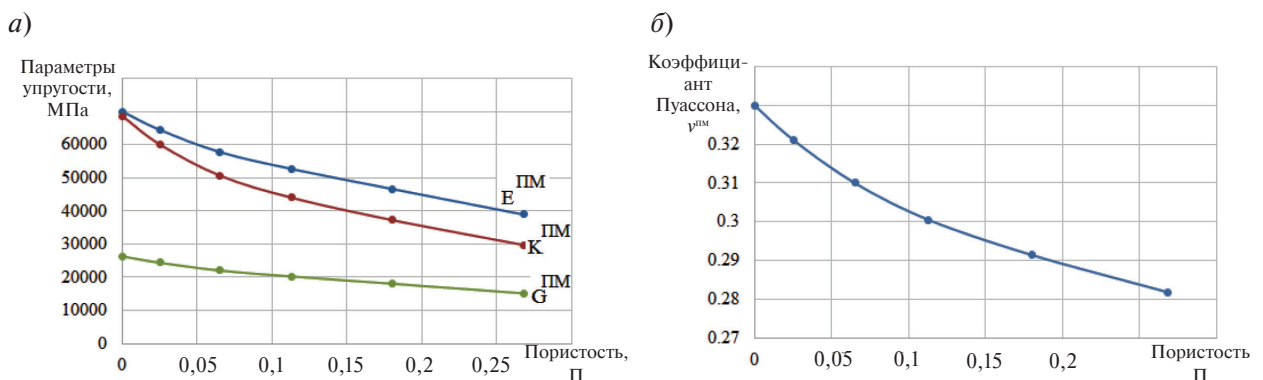 а)
Параметры
упругости,
МПа
60000
50000
40000
30000
20000
10000
0
E ПМ
K ПМ
G ПМ
0 0,05 0,1 0,15 0,2 0,25 Пористость,
П
б)
Коэффици-
ант
Пуассона,
νпм
0.32
0.31
0.3
0.29
0.28
0.27
0 0,05 0,1 0,15 0,2 Пористость
П